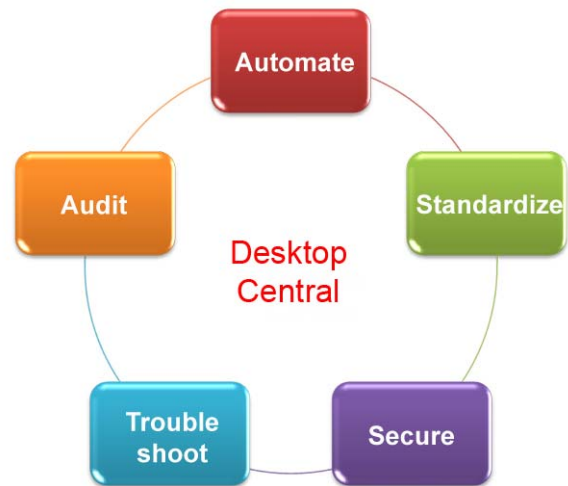 Automate
Standardize
Secure
Trouble
shoot
Audit
Desktop
Central